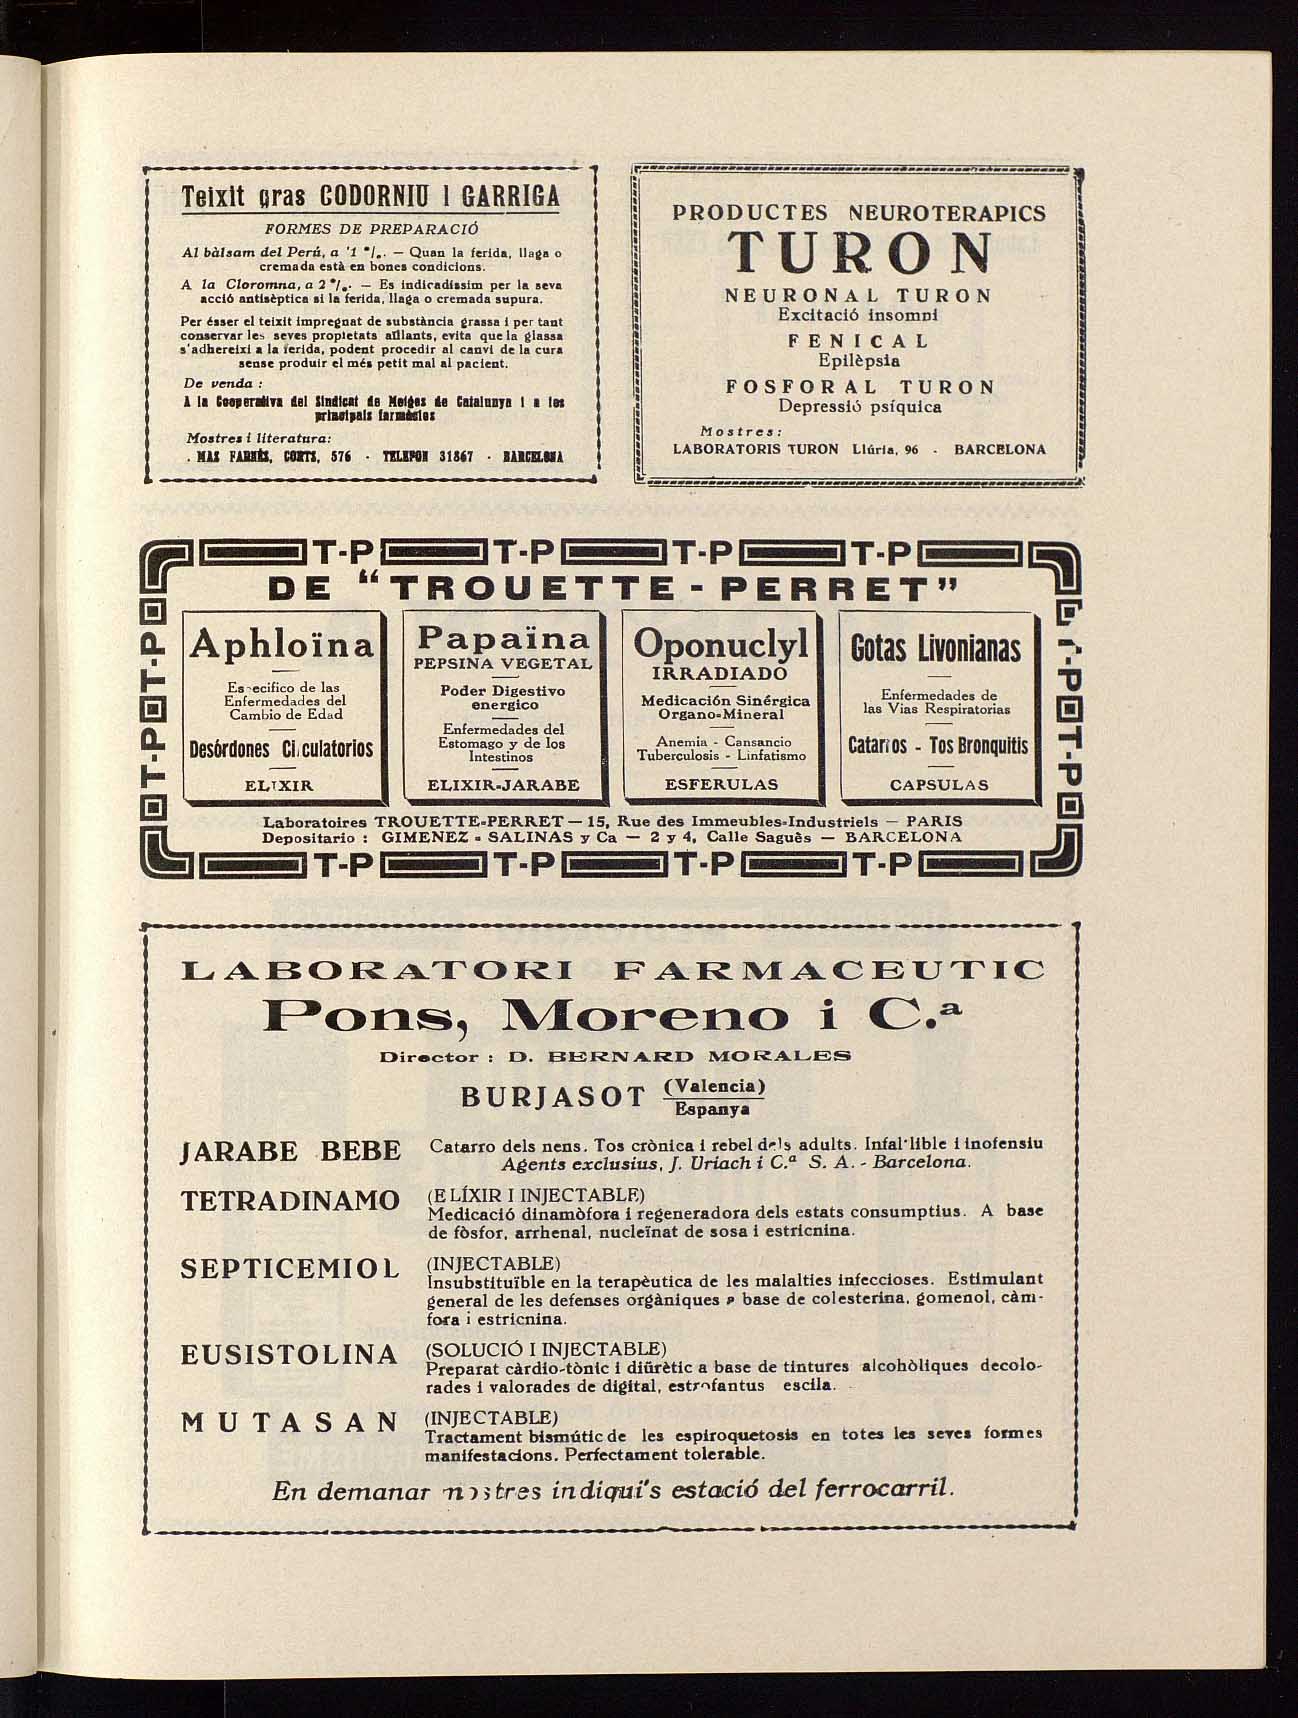 Teixit gras CODORNIU I GARRIGA
FORMES DE PREPARACIÓ
Al bàlsam del Perú, a '1 °/₀. — Quan la ferida, llaga o
cremada està en bones condicions.
A la Cloromna, a 2 °/₀. — Es indicadíssim per la seva
acció antisèptica si la ferida, llaga o cremada supura.
Per ésser el teixit impregnat de substància grassa i per tant
conservar les seves propietats aïllants, evita que la glassa
s'adhereixi a la ferida, podent procedir al canvi de la cura
sense produir el més petit mal al pacient.
De venda :
A la Cooperativa del Sindicat de Metges de Catalunya i a les
principals farmàcies
Mostres i literatura:
. MAS FARNÉS, CORTS, 576 - TELEFON 31867 - BARCELONA
PRODUCTES NEUROTERAPICS
TURON
NEURONAL TURON
Excitació insomni
FENICAL
Epilèpsia
FOSFORAL TURON
Depressió psíquica
Mostres:
LABORATORIS TURON Llúria, 96 - BARCELONA
T-P T-P T-P T-P
DE "TROUETTE-PERRET"
T-P T-P
Aphloïna
Específico de las
Enfermedades del
Cambio de Edad
Desórdones Circulatorios
ELIXIR
Papaïna
PEPSINA VEGETAL
Poder Digestivo
energico
Enfermedades del
Estomago y de los
Intestinos
ELIXIR-JARABE
Oponuclyl
IRRADIADO
Medicación Sinérgica
Organo-Mineral
Anemia - Cansancio
Tuberculosis - Linfatismo
ESFERULAS
Gotas Livonianas
Enfermedades de
las Vias Respiratorias
Catarros - Tos Bronquitis
CAPSULAS
T-P T-P
Laboratoires TROUETTE-PERRET — 15, Rue des Immeubles-Industriels — PARIS
Depositario : GIMENEZ - SALINAS y Ca — 2 y 4, Calle Sagués — BARCELONA
T-P T-P T-P T-P
LABORATORI FARMACEUTIC
Pons, Moreno i C.ª
Director : D. BERNARD MORALES
BURJASOT (Valencia)
Espanya
JARABE BEBE Catarro dels nens. Tos crònica i rebel dels adults. Infal·lible i inofensiu
Agents exclusius, J. Uriach i C.ª S. A. - Barcelona.
TETRADINAMO (ELÍXIR I INJECTABLE)
Medicació dinamòfora i regeneradora dels estats consumptius. A base
de fòsfor, arrhenal, nucleïnat de sosa i estricnina.
SEPTICEMIOL (INJECTABLE)
Insubstituïble en la terapèutica de les malalties infeccioses. Estimulant
general de les defenses orgàniques a base de colesterina, gomenol, càm-
fora i estricnina.
EUSISTOLINA (SOLUCIÓ I INJECTABLE)
Preparat càrdio-tònic i diürètic a base de tintures alcohòliques decolo-
rades i valorades de digital, estrofantus escila.
MUTASAN (INJECTABLE)
Tractament bismútic de les espiroquetosis en totes les seves formes
manifestacions. Perfectament tolerable.
En demanar mostres indiqui's estació del ferrocarril.